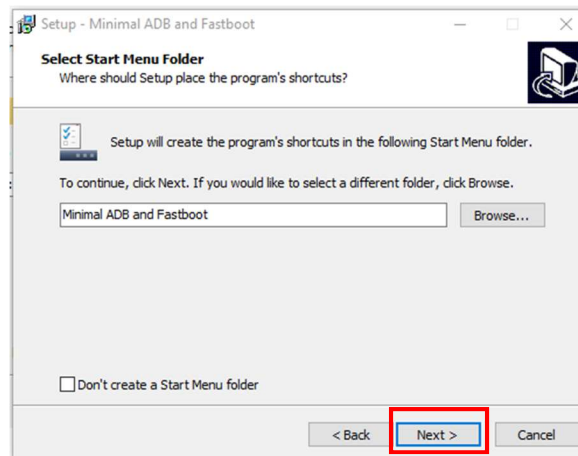 Setup - Minimal ADB and Fastboot
Select Start Menu Folder
Where should Setup place the program's shortcuts?
Setup will create the program's shortcuts in the following Start Menu folder.
To continue, click Next. If you would like to select a different folder, click Browse.
Minimal ADB and Fastboot
Browse...
Don't create a Start Menu folder
< Back
Next >
Cancel